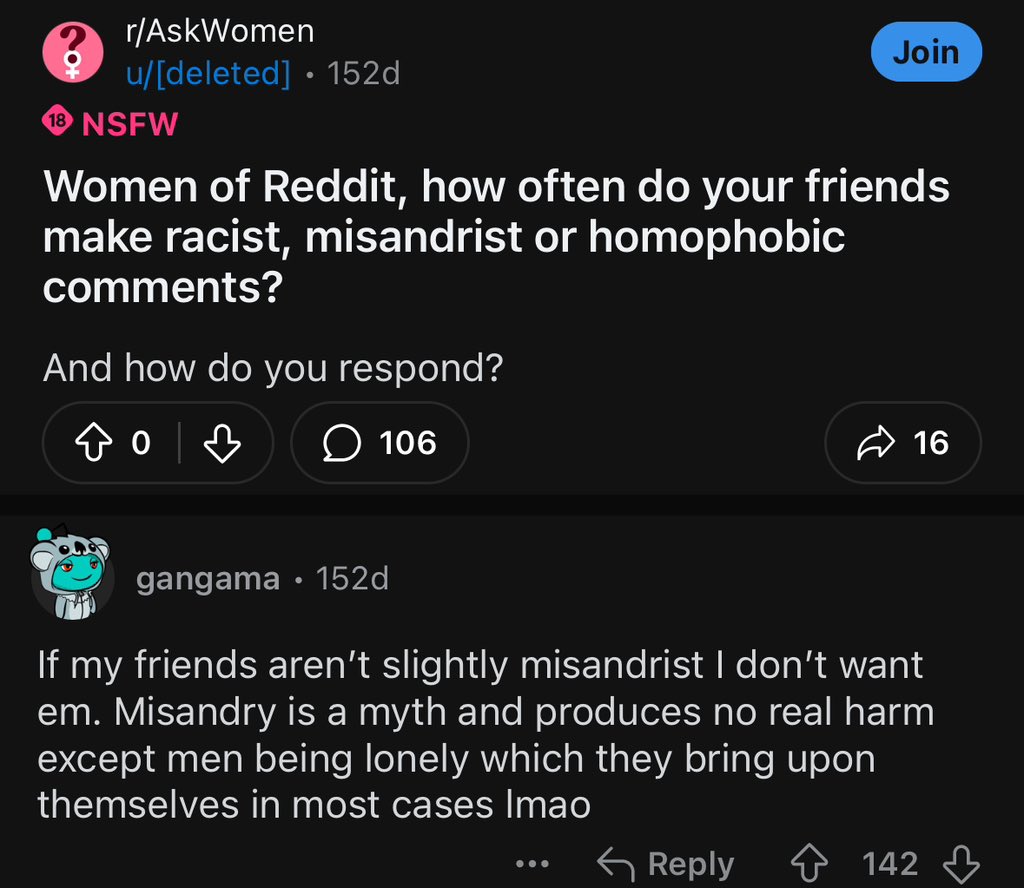 r/AskWomen
u/[deleted] • 152d
Join
18 NSFW
Women of Reddit, how often do your friends
make racist, misandrist or homophobic
comments?
And how do you respond?
0
106
16
gangama • 152d
If my friends aren’t slightly misandrist I don’t want
em. Misandry is a myth and produces no real harm
except men being lonely which they bring upon
themselves in most cases lmao
... Reply 142